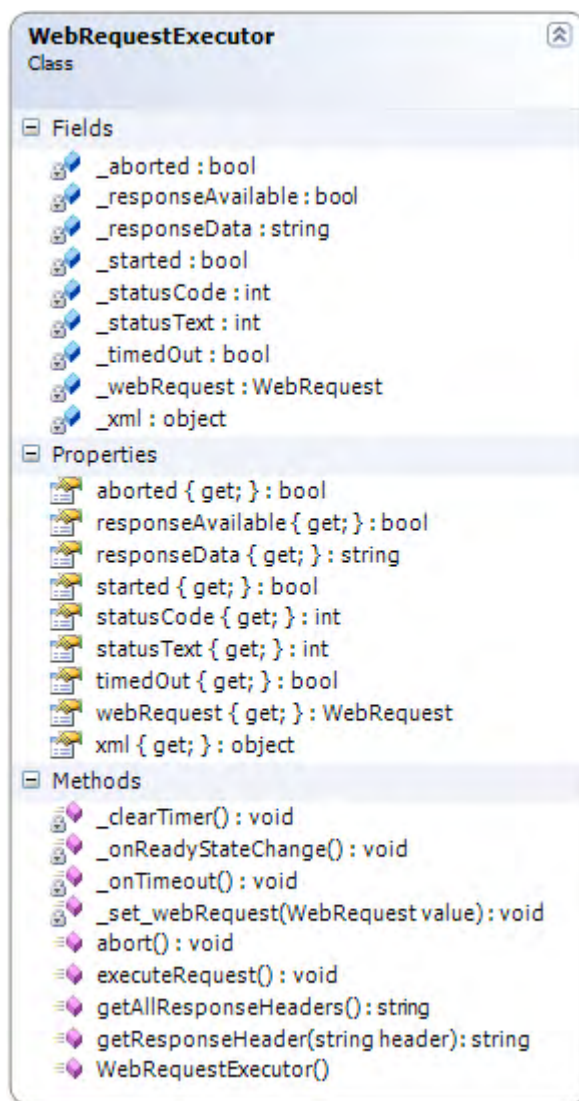 WebRequestExecutor
Class
Fields
_aborted : bool
_responseAvailable : bool
_responseData : string
_started : bool
_statusCode : int
_statusText : int
_timedOut : bool
_webRequest : WebRequest
_xml : object
Properties
aborted { get; } : bool
responseAvailable { get; } : bool
responseData { get; } : string
started { get; } : bool
statusCode { get; } : int
statusText { get; } : int
timedOut { get; } : bool
webRequest { get; } : WebRequest
xml { get; } : object
Methods
_clearTimer() : void
_onReadyStateChange() : void
_onTimeout() : void
_set_webRequest(WebRequest value) : void
abort() : void
executeRequest() : void
getAllResponseHeaders() : string
getResponseHeader(string header) : string
WebRequestExecutor()